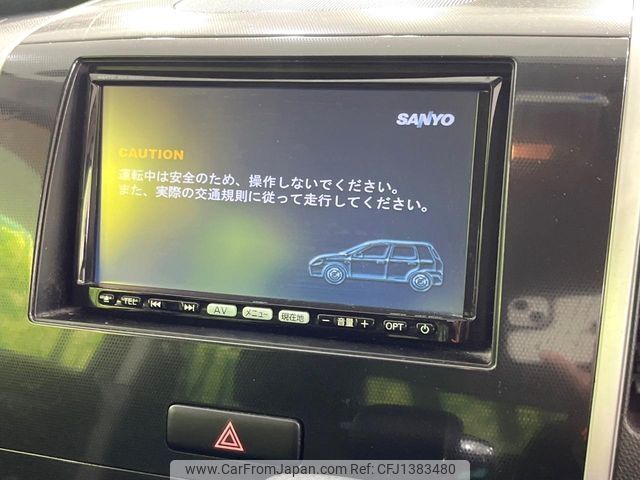 SANYO
CAUTION
運転中は安全のため、操作しないでください。
また、実際の交通規則に従って走行してください。
TEL AV メニュー 現在地 − 音量 + OPT
www.CarFromJapan.com | ID: CFJ1383480